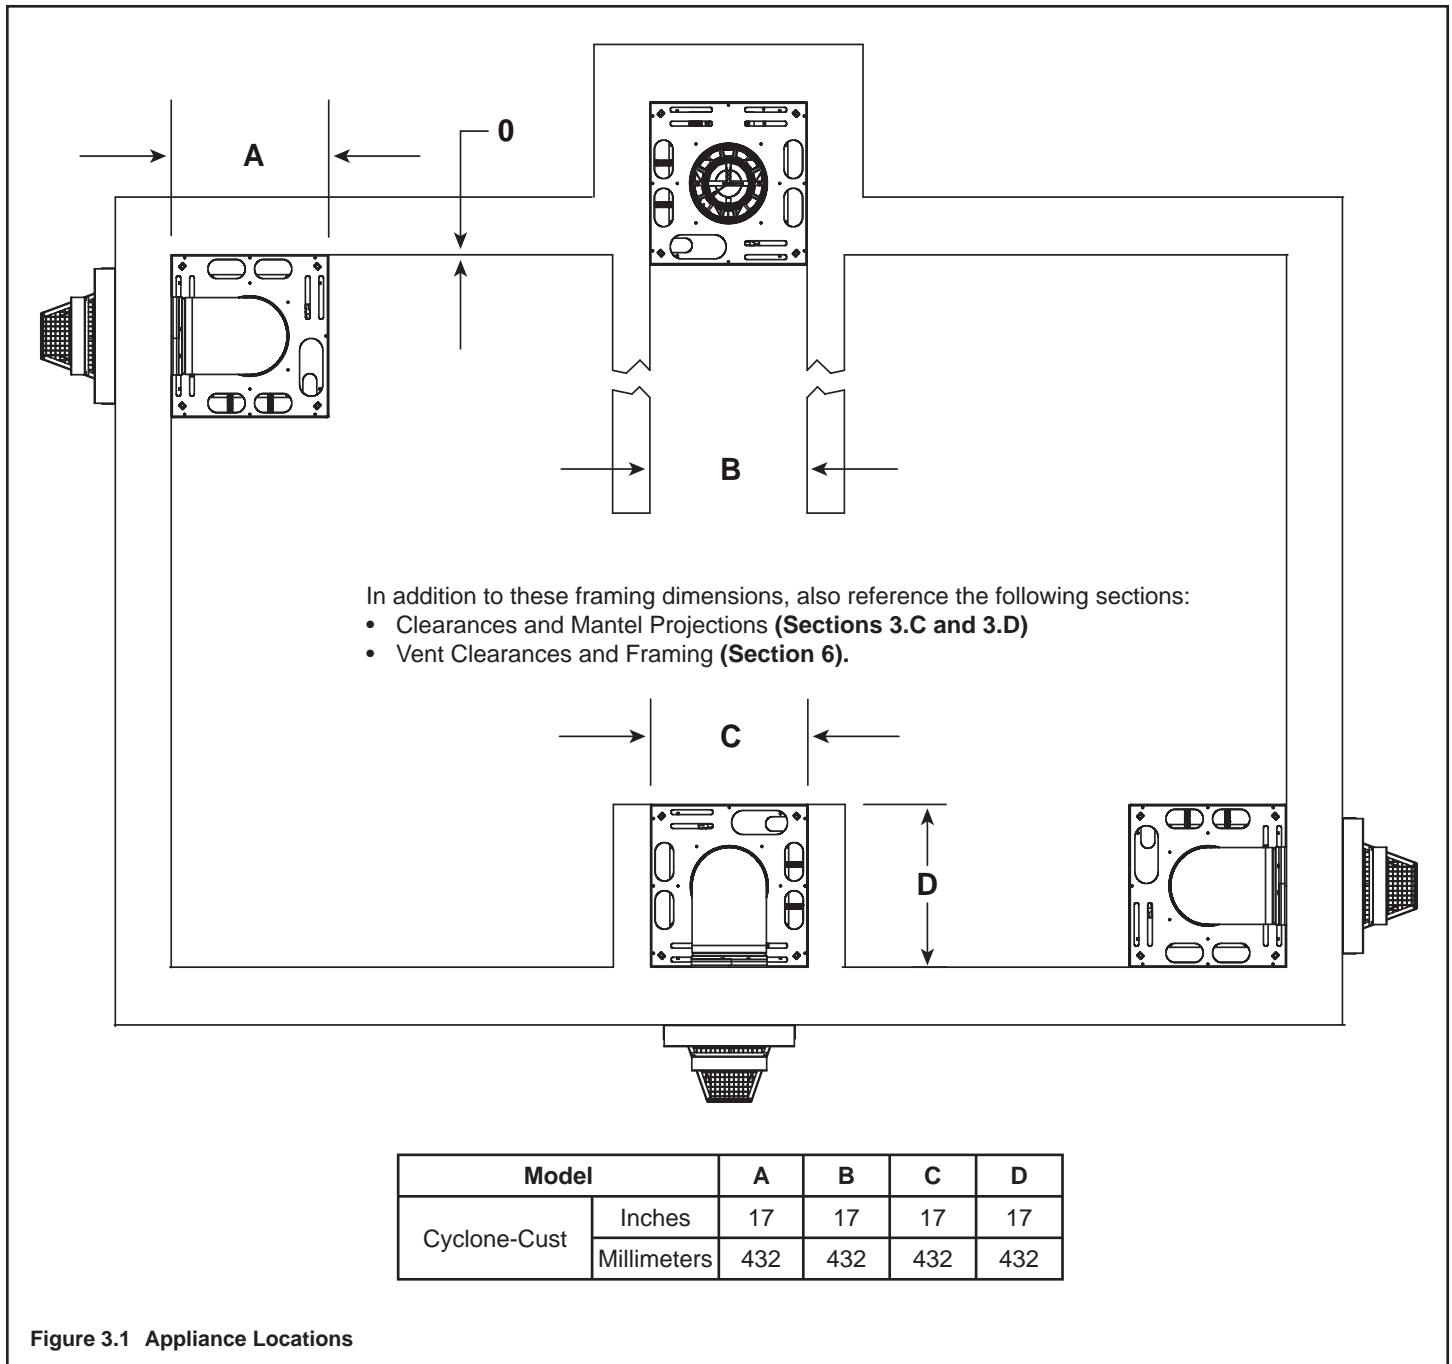 0
A
B
In addition to these framing dimensions, also reference the following sections:
• Clearances and Mantel Projections (Sections 3.C and 3.D)
• Vent Clearances and Framing (Section 6).
C
D
Model A B C D
Cyclone-Cust Inches 17 17 17 17
Millimeters 432 432 432 432
Figure 3.1 Appliance Locations